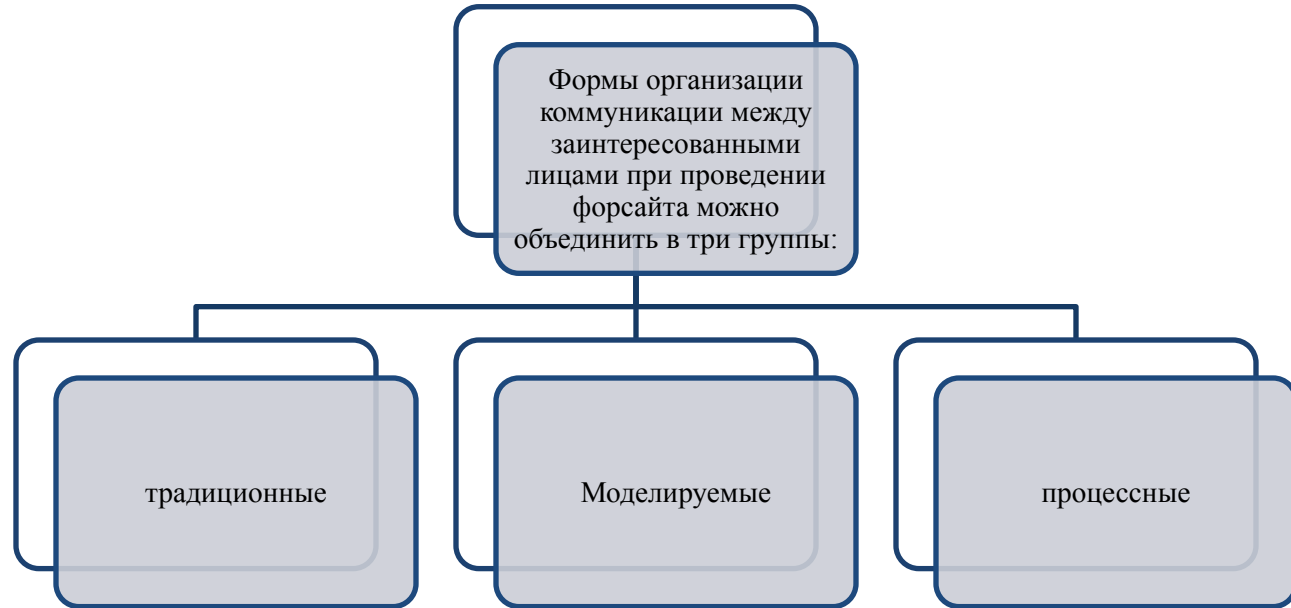 Формы организации
коммуникации между
заинтересованными
лицами при проведении
форсайта можно
объединить в три группы:
традиционные
Моделируемые
процессные